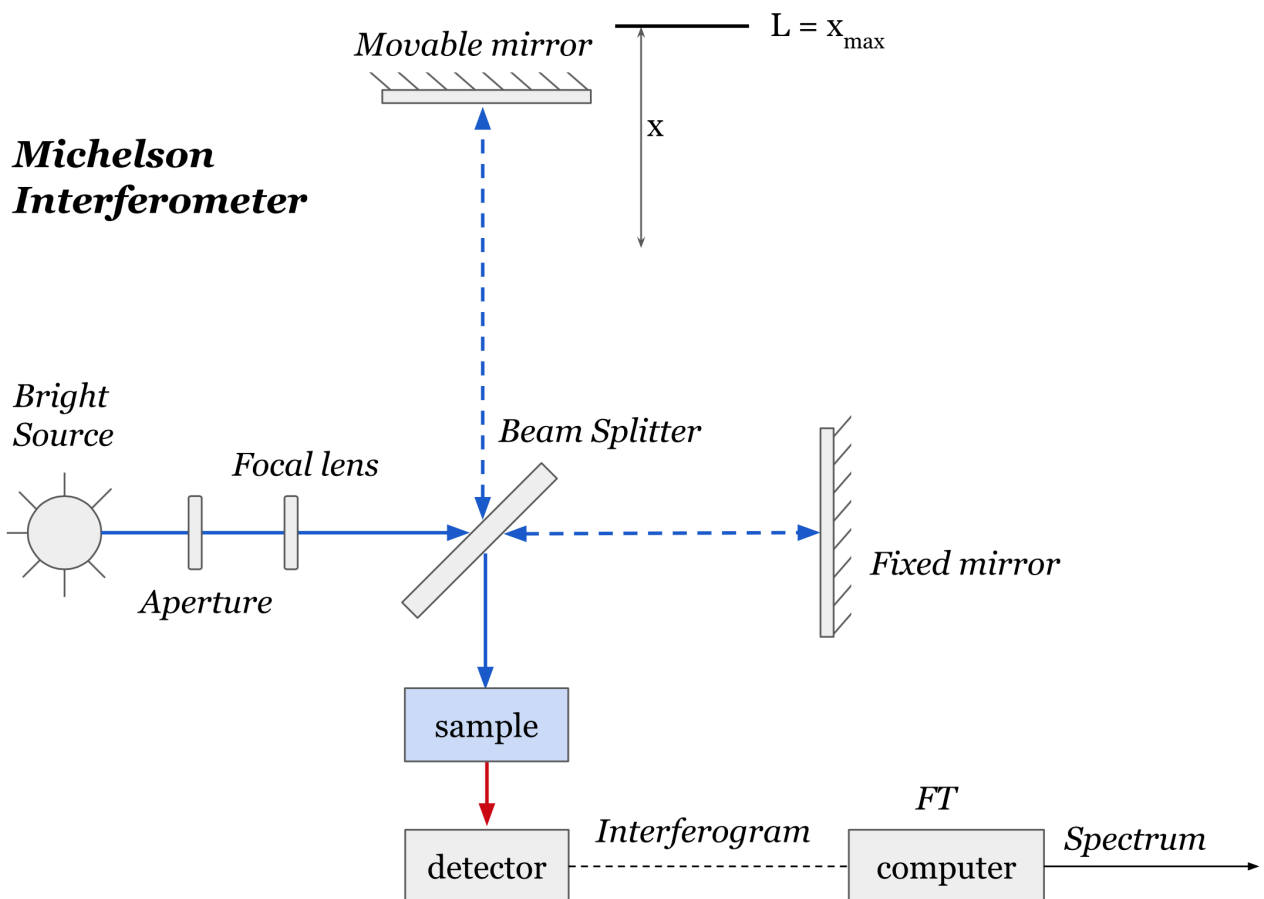 Movable mirror
L = xmax
x
Michelson
Interferometer
Bright
Source
Focal lens
Beam Splitter
Aperture
Fixed mirror
sample
detector
Interferogram
FT
computer
Spectrum